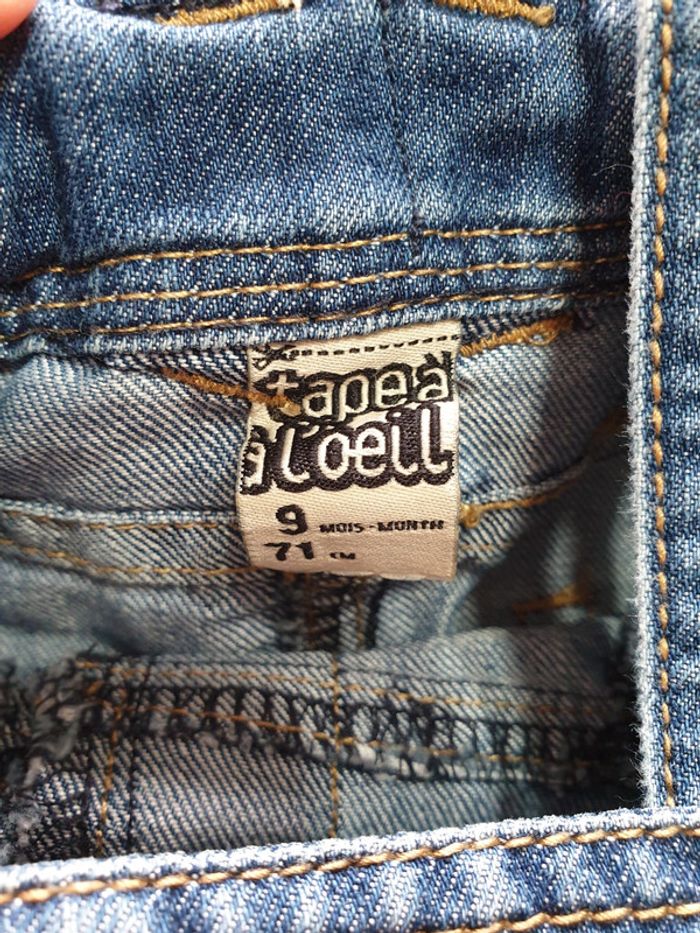 tape à
à l'oeil
9 MOIS-MONTH
71 CM